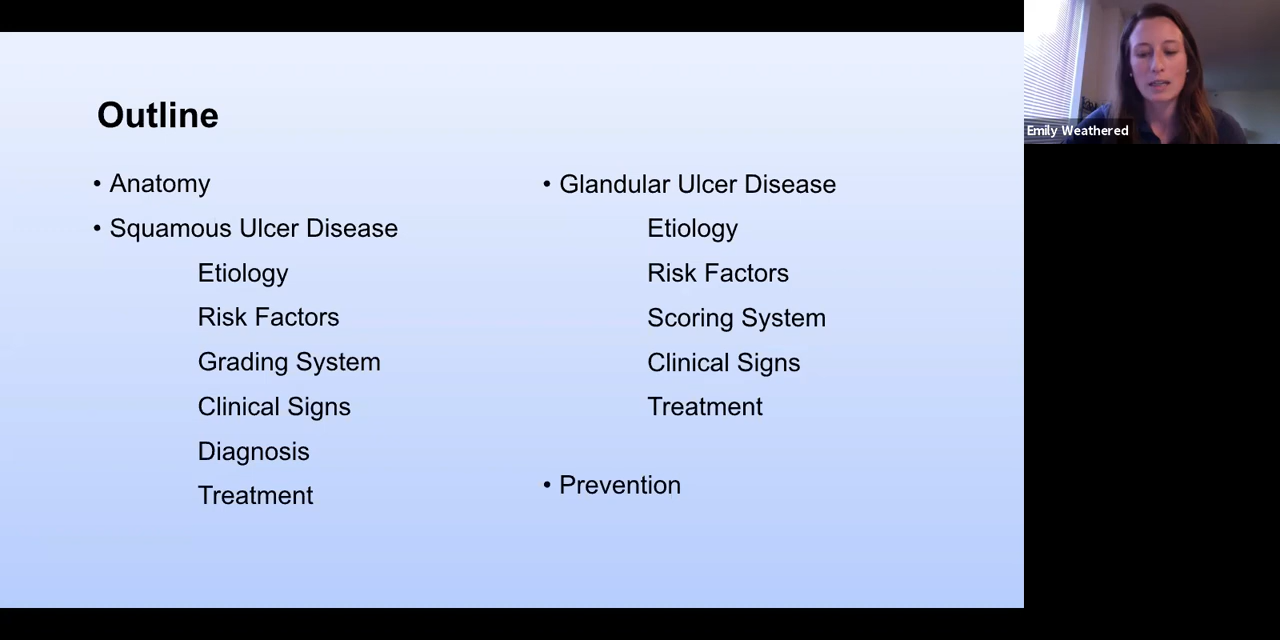 Outline
• Anatomy
• Squamous Ulcer Disease
Etiology
Risk Factors
Grading System
Clinical Signs
Diagnosis
Treatment
• Glandular Ulcer Disease
Etiology
Risk Factors
Scoring System
Clinical Signs
Treatment
• Prevention
Emily Weathered